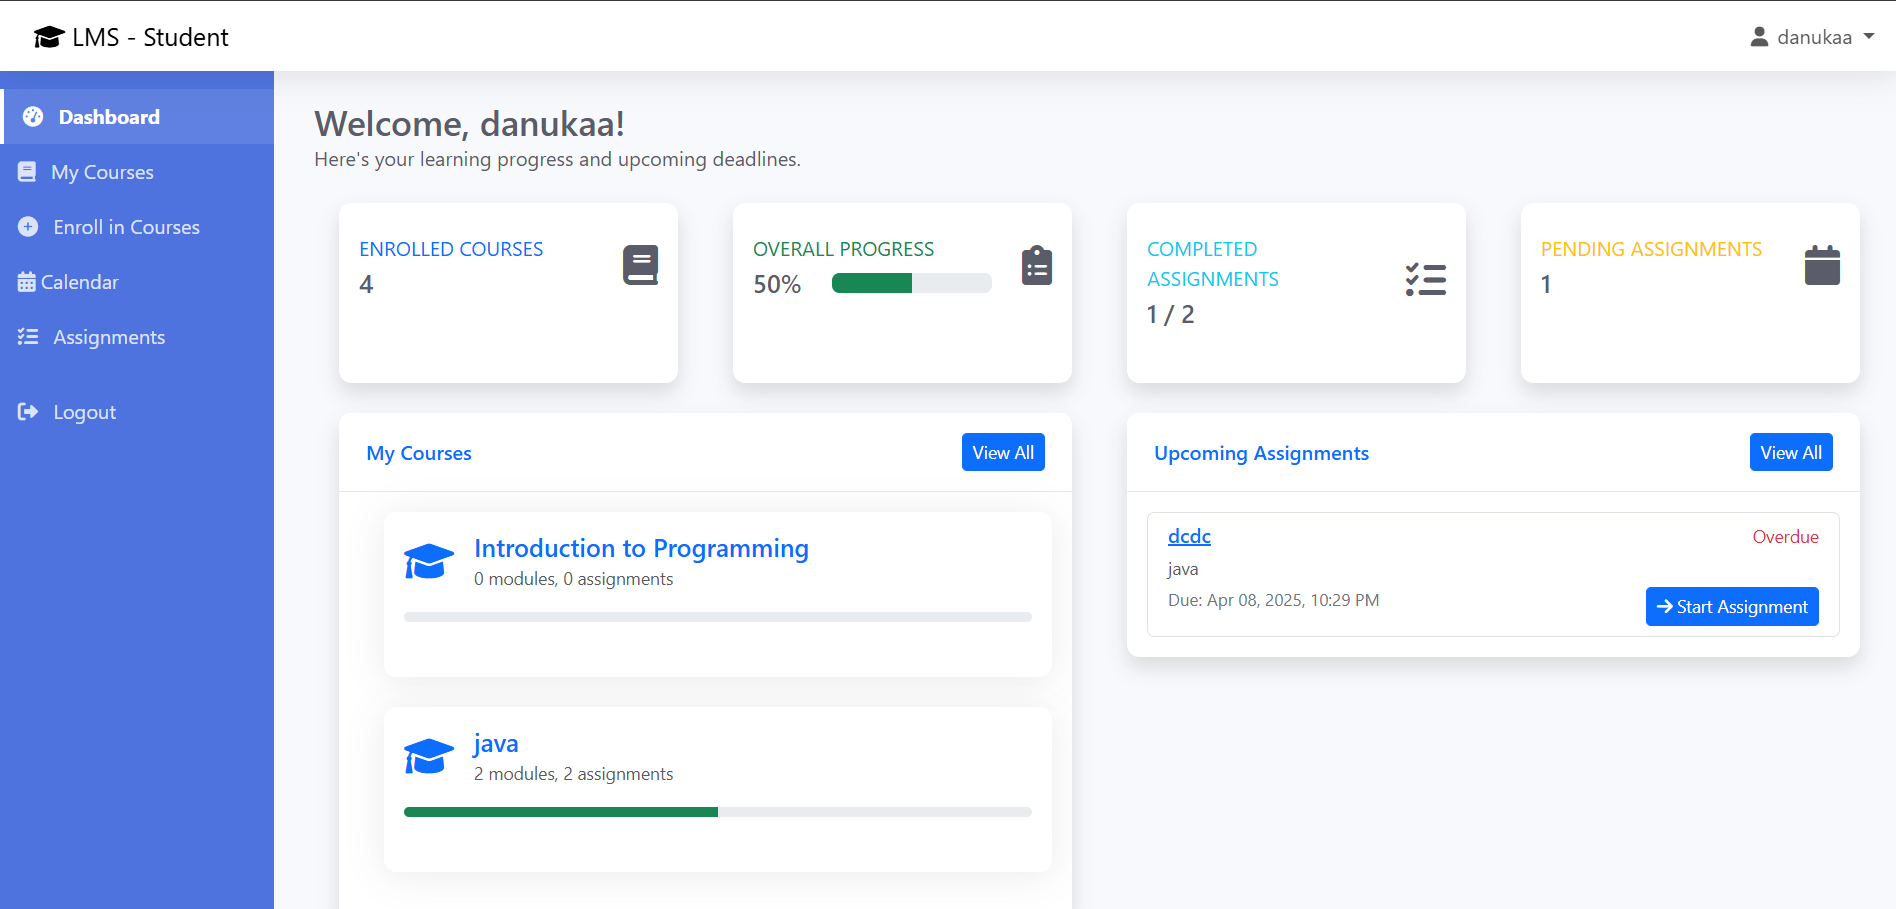 LMS - Student
danukaa
Dashboard
My Courses
Enroll in Courses
Calendar
Assignments
Logout
Welcome, danukaa!
Here's your learning progress and upcoming deadlines.
ENROLLED COURSES
4
OVERALL PROGRESS
50%
COMPLETED
ASSIGNMENTS
1 / 2
PENDING ASSIGNMENTS
1
My Courses
View All
Introduction to Programming
0 modules, 0 assignments
java
2 modules, 2 assignments
Upcoming Assignments
View All
dcdc
Overdue
java
Due: Apr 08, 2025, 10:29 PM
Start Assignment